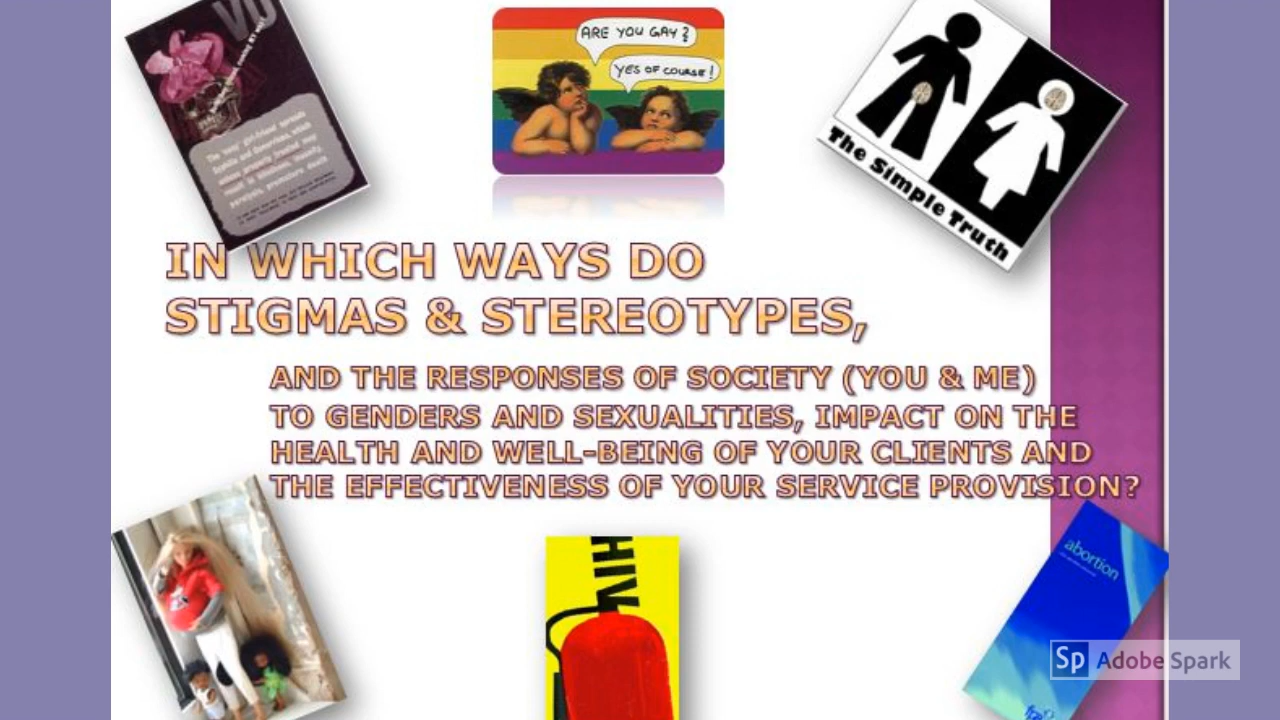 VD
ARE YOU GAY?
YES OF COURSE!
The Simple Truth
IN WHICH WAYS DO
STIGMAS & STEREOTYPES,
AND THE RESPONSES OF SOCIETY (YOU & ME)
TO GENDERS AND SEXUALITIES, IMPACT ON THE
HEALTH AND WELL-BEING OF YOUR CLIENTS AND
THE EFFECTIVENESS OF YOUR SERVICE PROVISION?
HIV
abortion
Sp Adobe Spark